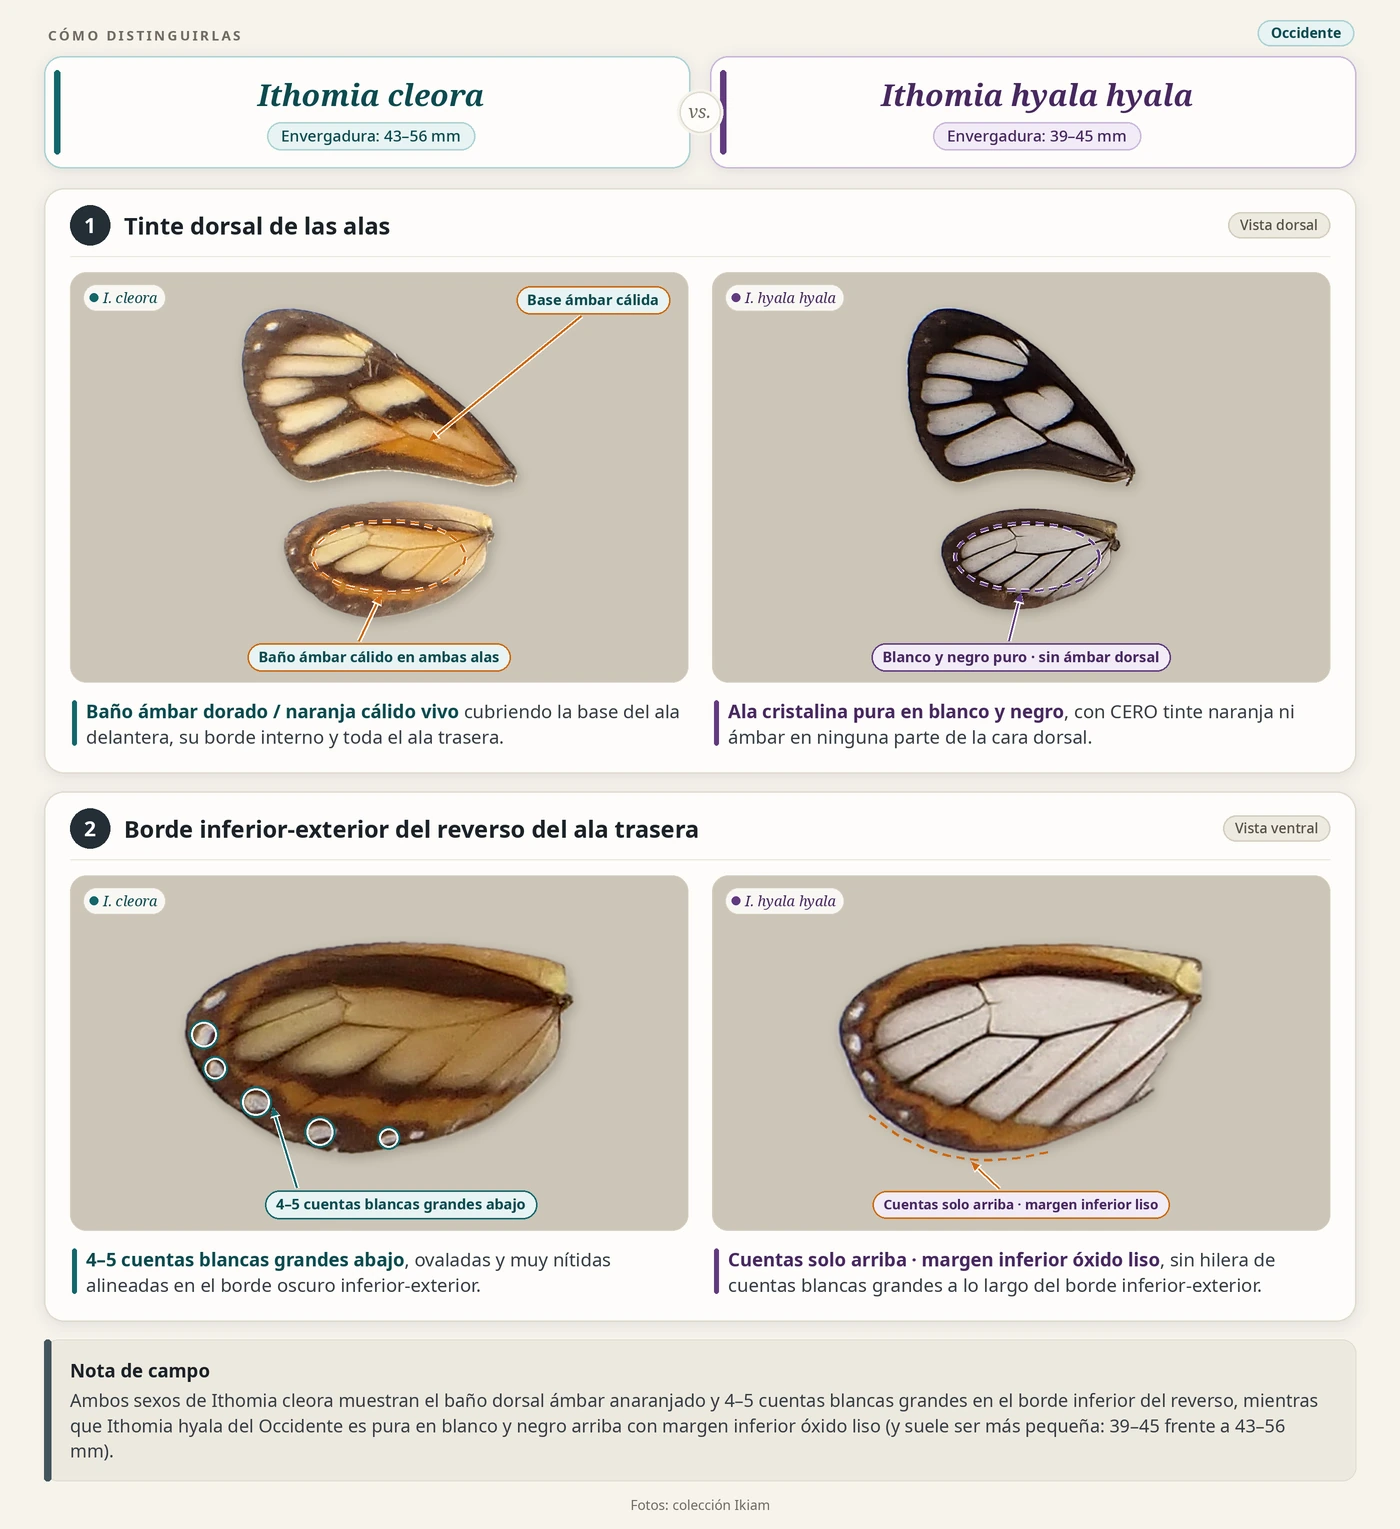 CÓMO DISTINGUIRLAS
Occidente
Ithomia cleora
Envergadura: 43–56 mm
vs.
Ithomia hyala hyala
Envergadura: 39–45 mm
1
Tinte dorsal de las alas
Vista dorsal
I. cleora
Base ámbar cálida
Baño ámbar cálido en ambas alas
I. hyala hyala
Blanco y negro puro · sin ámbar dorsal
Baño ámbar dorado / naranja cálido vivo cubriendo la base del ala
delantera, su borde interno y toda el ala trasera.
Ala cristalina pura en blanco y negro, con CERO tinte naranja ni
ámbar en ninguna parte de la cara dorsal.
2
Borde inferior-exterior del reverso del ala trasera
Vista ventral
I. cleora
4–5 cuentas blancas grandes abajo
I. hyala hyala
Cuentas solo arriba · margen inferior liso
4–5 cuentas blancas grandes abajo, ovaladas y muy nítidas
alineadas en el borde oscuro inferior-exterior.
Cuentas solo arriba · margen inferior óxido liso, sin hilera de
cuentas blancas grandes a lo largo del borde inferior-exterior.
Nota de campo
Ambos sexos de Ithomia cleora muestran el baño dorsal ámbar anaranjado y 4–5 cuentas blancas grandes en el borde inferior del reverso, mientras
que Ithomia hyala del Occidente es pura en blanco y negro arriba con margen inferior óxido liso (y suele ser más pequeña: 39–45 frente a 43–56
mm).
Fotos: colección Ikiam